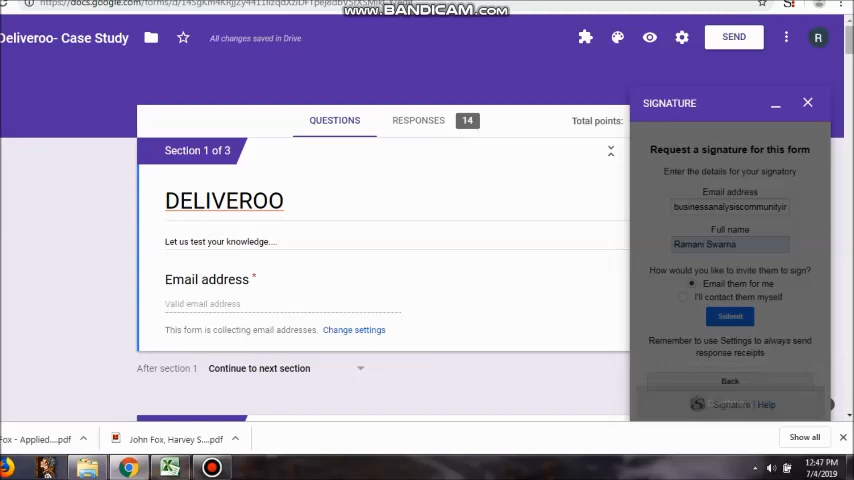 https://docs.google.com/forms/d/
www.BANDICAM.com
Deliveroo- Case Study
All changes saved in Drive
SEND
R
QUESTIONS
RESPONSES 14
Total points:
SIGNATURE
Section 1 of 3
Request a signature for this form
Enter the details for your signatory
Email address
businessanalysiscommunityir
Full name
Ramani Swarna
How would you like to invite them to sign?
Email them for me
I'll contact them myself
Submit
Remember to use Settings to always send
response receipts
Back
Signature | Help
DELIVEROO
Let us test your knowledge....
Email address *
Valid email address
This form is collecting email addresses. Change settings
After section 1 Continue to next section
Fox - Applied....pdf
John Fox, Harvey S....pdf
Show all
12:47 PM
7/4/2019